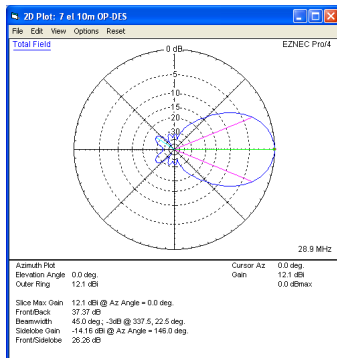 2D Plot: 7 el 10m OP-DES
File Edit View Options Reset
Total Field
EZNEC Pro/4
0 dB
-5
-10
-15
-20
-30
28.9 MHz
Azimuth Plot
Elevation Angle 0.0 deg.
Outer Ring 12.1 dBi
Cursor Az 0.0 deg.
Gain 12.1 dBi
0.0 dBmax
Slice Max Gain 12.1 dBi @ Az Angle = 0.0 deg.
Front/Back 37.37 dB
Beamwidth 45.0 deg.; -3dB @ 337.5, 22.5 deg.
Sidelobe Gain -14.16 dBi @ Az Angle = 146.0 deg.
Front/Sidelobe 26.26 dB